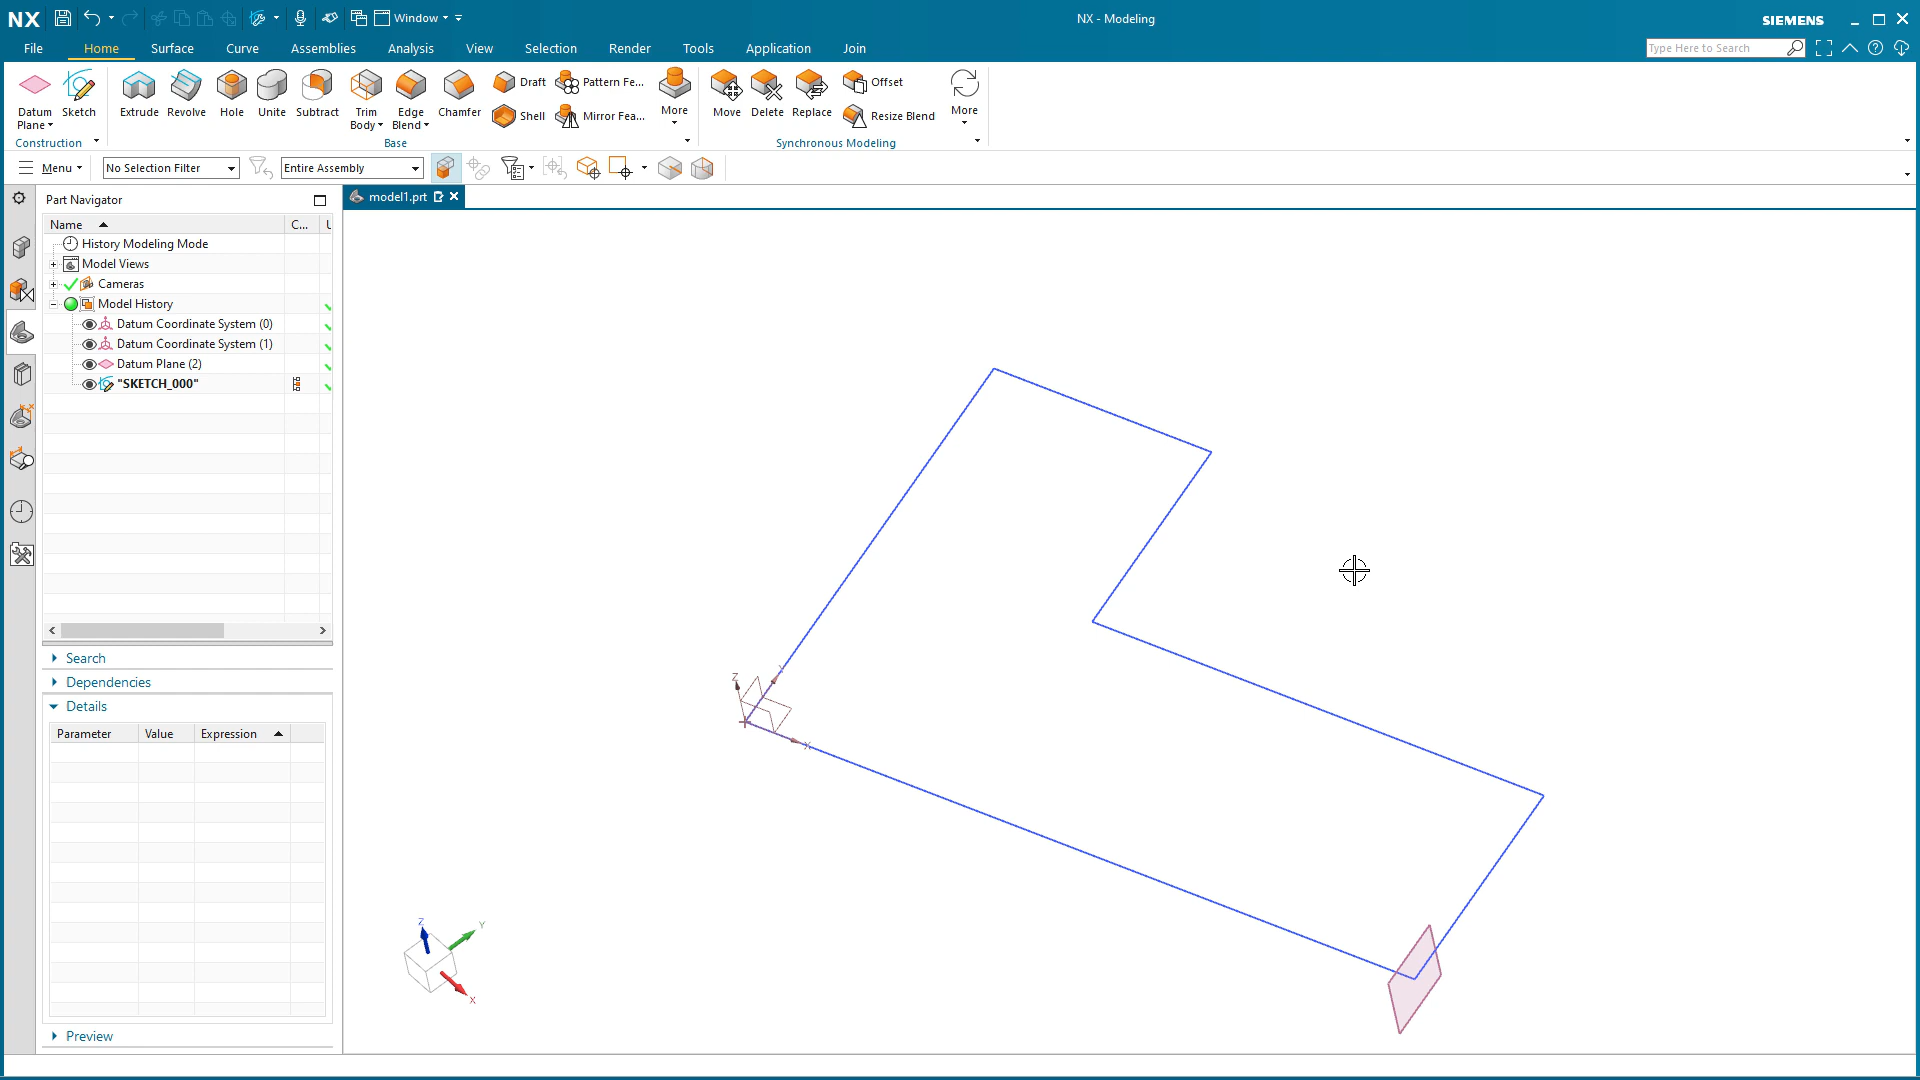 NX
Window
NX - Modeling
SIEMENS
File
Home
Surface
Curve
Assemblies
Analysis
View
Selection
Render
Tools
Application
Join
Type Here to Search
Datum Plane
Sketch
Extrude
Revolve
Hole
Unite
Subtract
Trim Body
Edge Blend
Chamfer
Draft
Shell
Pattern Fe...
Mirror Fea...
More
Move
Delete
Replace
Offset
Resize Blend
More
Construction
Base
Synchronous Modeling
Menu
No Selection Filter
Entire Assembly
Part Navigator
model1.prt
Name
C...
History Modeling Mode
Model Views
Cameras
Model History
Datum Coordinate System (0)
Datum Coordinate System (1)
Datum Plane (2)
"SKETCH_000"
Search
Dependencies
Details
Parameter
Value
Expression
Preview
Z
Y
X
Z
Y
X